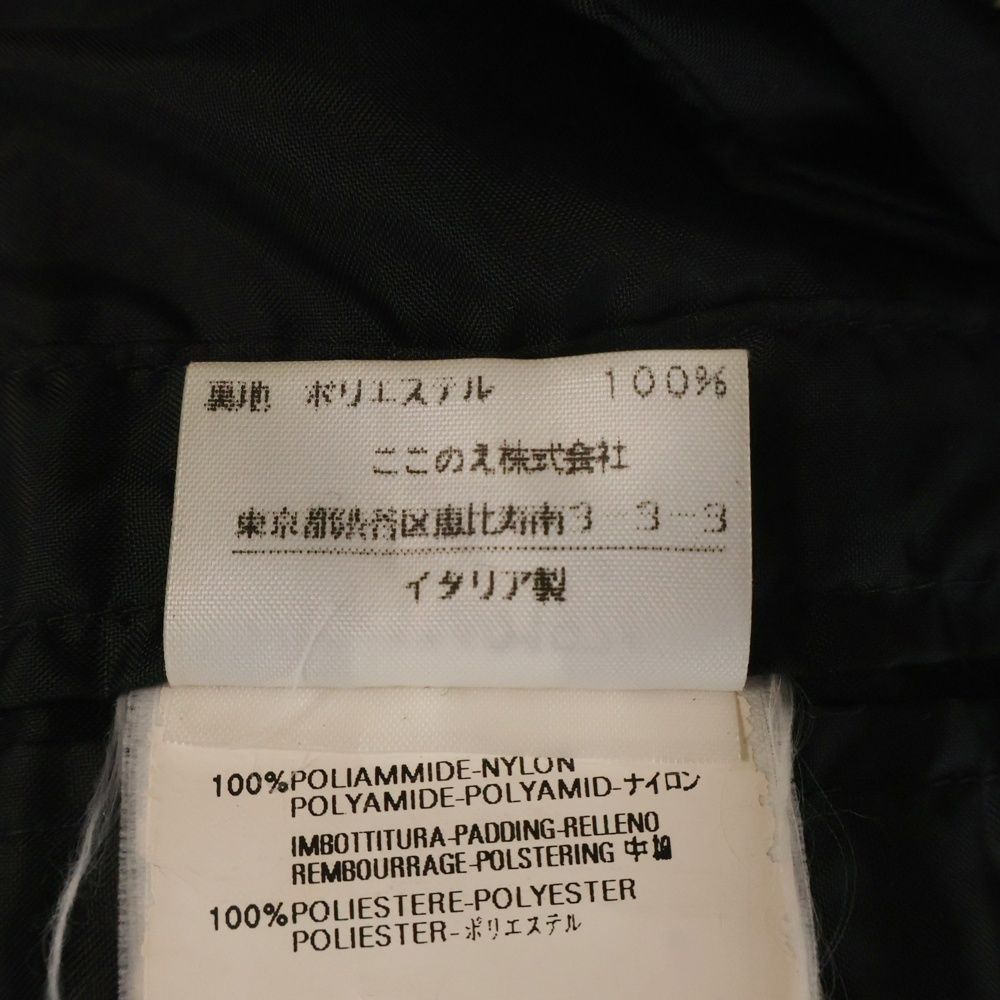 裏地 ポリエステル 100%
ここのえ株式会社
東京都渋谷区恵比寿南3-3-3
イタリア製
100%POLIAMMIDE-NYLON
POLYAMIDE-POLYAMID-ナイロン
IMBOTTITURA-PADDING-RELLENO
REMBOURRAGE-POLSTERING 中綿
100%POLIESTERE-POLYESTER
POLIESTER-ポリエステル